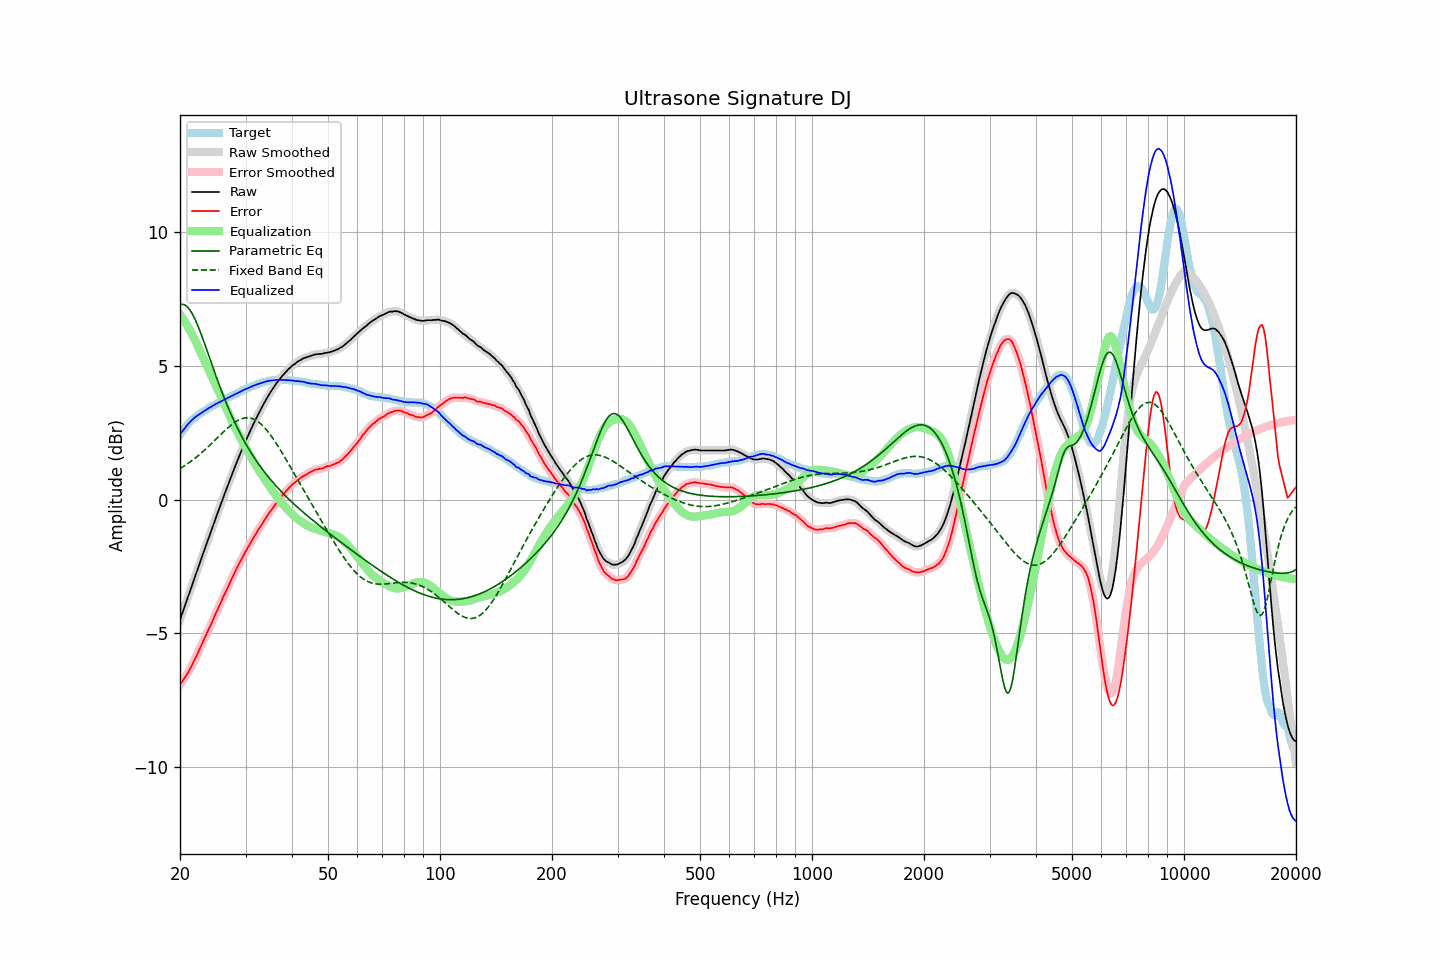 Ultrasone Signature DJ
Target
Raw Smoothed
Error Smoothed
Raw
Error
Equalization
Parametric Eq
Fixed Band Eq
Equalized
10
5
0
−5
−10
Amplitude (dBr)
20
50
100
200
500
1000
2000
5000
10000
20000
Frequency (Hz)